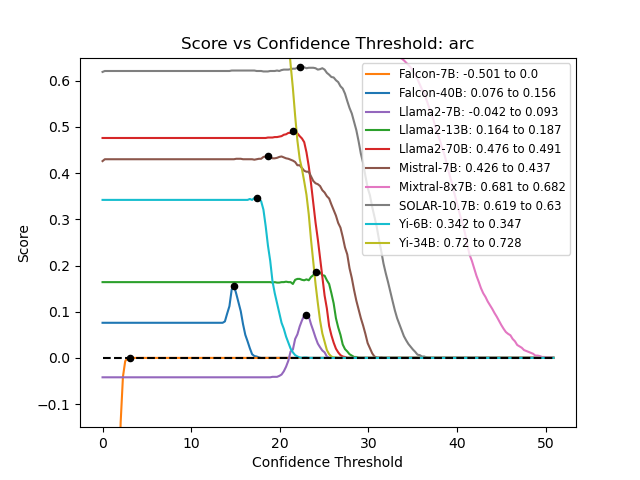 Score vs Confidence Threshold: arc
Falcon-7B: -0.501 to 0.0
Falcon-40B: 0.076 to 0.156
Llama2-7B: -0.042 to 0.093
Llama2-13B: 0.164 to 0.187
Llama2-70B: 0.476 to 0.491
Mistral-7B: 0.426 to 0.437
Mixtral-8x7B: 0.681 to 0.682
SOLAR-10.7B: 0.619 to 0.63
Yi-6B: 0.342 to 0.347
Yi-34B: 0.72 to 0.728
Score
0.6
0.5
0.4
0.3
0.2
0.1
0.0
−0.1
0 10 20 30 40 50
Confidence Threshold